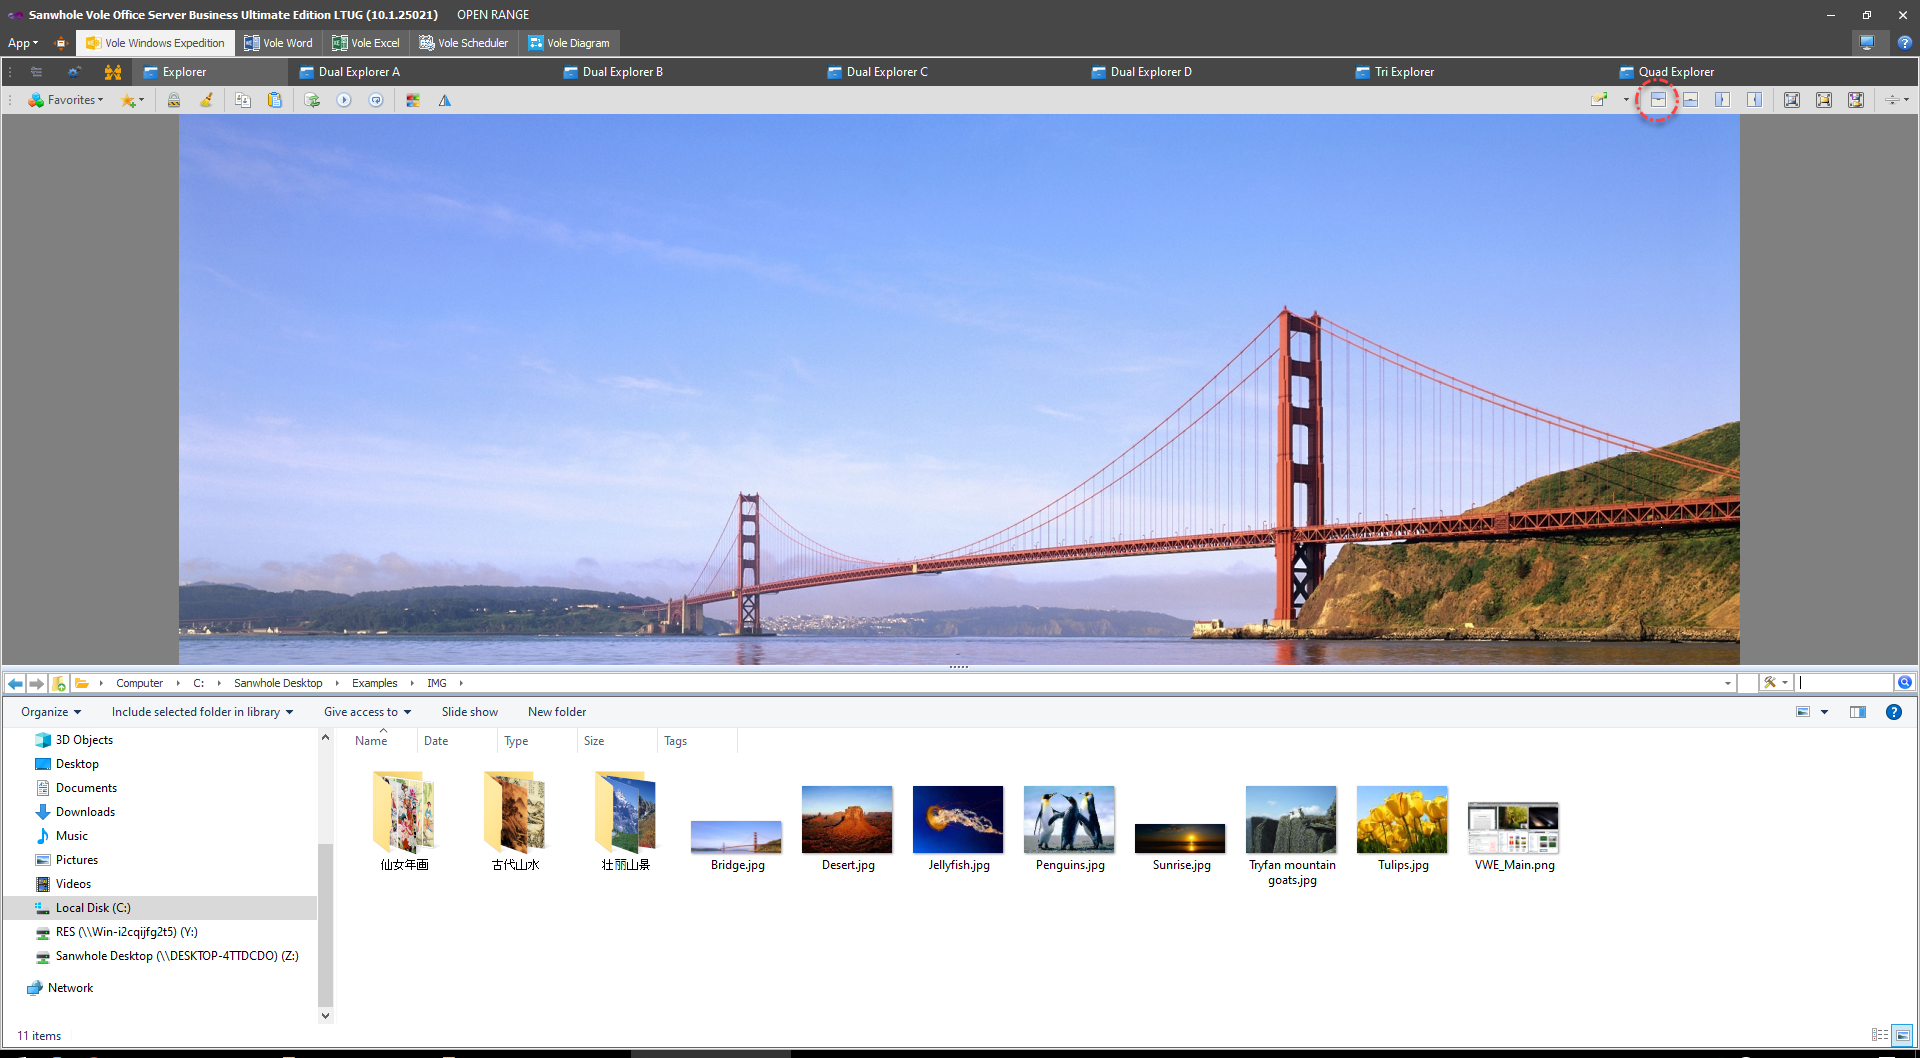 Sanwhole Vole Office Server Business Ultimate Edition LTUG (10.1.25021) OPEN RANGE
App Vole Windows Expedition Vole Word Vole Excel Vole Scheduler Vole Diagram
Explorer Dual Explorer A Dual Explorer B Dual Explorer C Dual Explorer D Tri Explorer Quad Explorer
Favorites
Computer C: Sanwhole Desktop Examples IMG
Organize Include selected folder in library Give access to Slide show New folder
3D Objects
Desktop
Documents
Downloads
Music
Pictures
Videos
Local Disk (C:)
RES (\\Win-i2cqijfg2t5) (Y:)
Sanwhole Desktop (\\DESKTOP-4TTDCDO) (Z:)
Network
Name Date Type Size Tags
仙女年画 古代山水 壮丽山景 Bridge.jpg Desert.jpg Jellyfish.jpg Penguins.jpg Sunrise.jpg Tryfan mountain goats.jpg Tulips.jpg VWE_Main.png
11 items